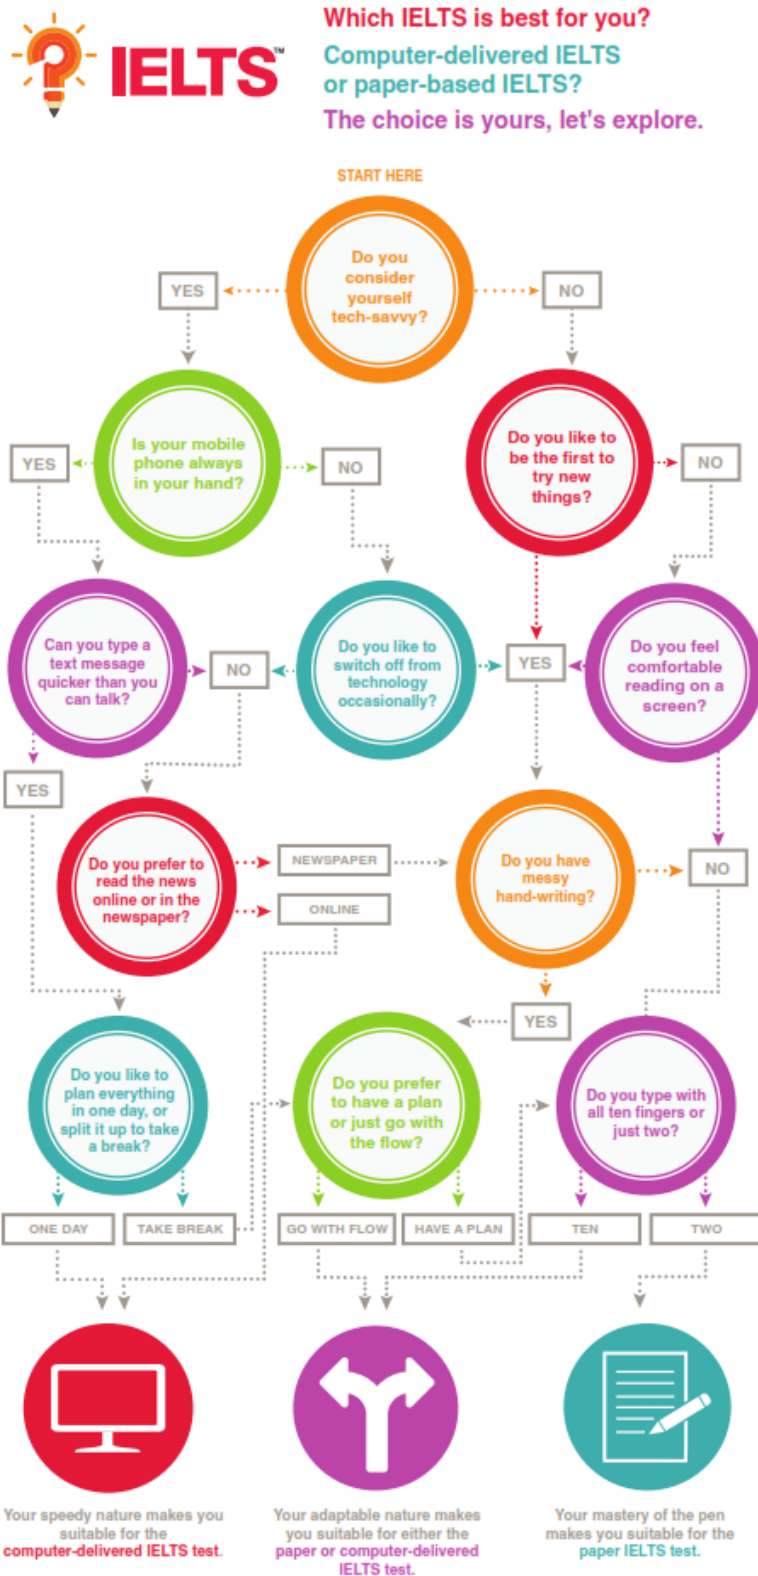 IELTS™
Which IELTS is best for you?
Computer-delivered IELTS
or paper-based IELTS?
The choice is yours, let's explore.
START HERE
Do you
consider
yourself
tech-savvy?
YES
NO
Is your mobile
phone always
in your hand?
Do you like to
be the first to
try new
things?
YES
NO
NO
Can you type a
text message
quicker than you
can talk?
NO
Do you like to
switch off from
technology
occasionally?
YES
Do you feel
comfortable
reading on a
screen?
YES
Do you prefer to
read the news
online or in the
newspaper?
NEWSPAPER
ONLINE
Do you have
messy
hand-writing?
NO
YES
Do you like to
plan everything
in one day, or
split it up to take
a break?
Do you prefer
to have a plan
or just go with
the flow?
Do you type with
all ten fingers or
just two?
ONE DAY
TAKE BREAK
GO WITH FLOW
HAVE A PLAN
TEN
TWO
Your speedy nature makes you
suitable for the
computer-delivered IELTS test.
Your adaptable nature makes
you suitable for either the
paper or computer-delivered
IELTS test.
Your mastery of the pen
makes you suitable for the
paper IELTS test.